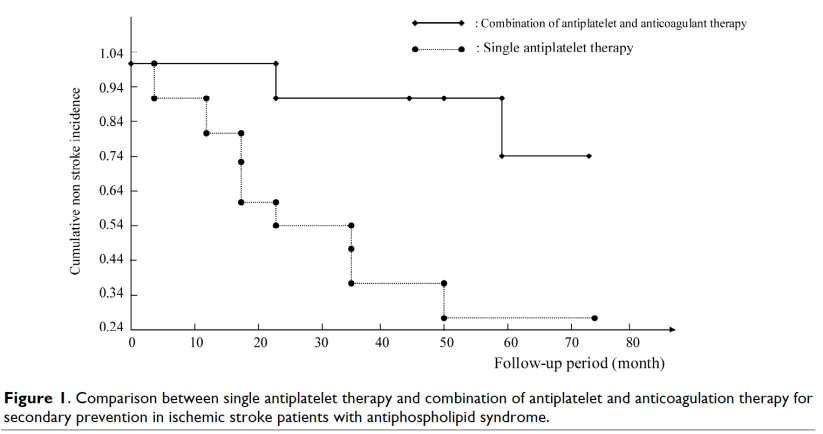 : Combination of antiplatelet and anticoagulant therapy
: Single antiplatelet therapy
Cumulative non stroke incidence
1.04
0.94
0.84
0.74
0.64
0.54
0.44
0.34
0.24
0 10 20 30 40 50 60 70 80
Follow-up period (month)
Figure 1. Comparison between single antiplatelet therapy and combination of antiplatelet and anticoagulation therapy for
secondary prevention in ischemic stroke patients with antiphospholipid syndrome.